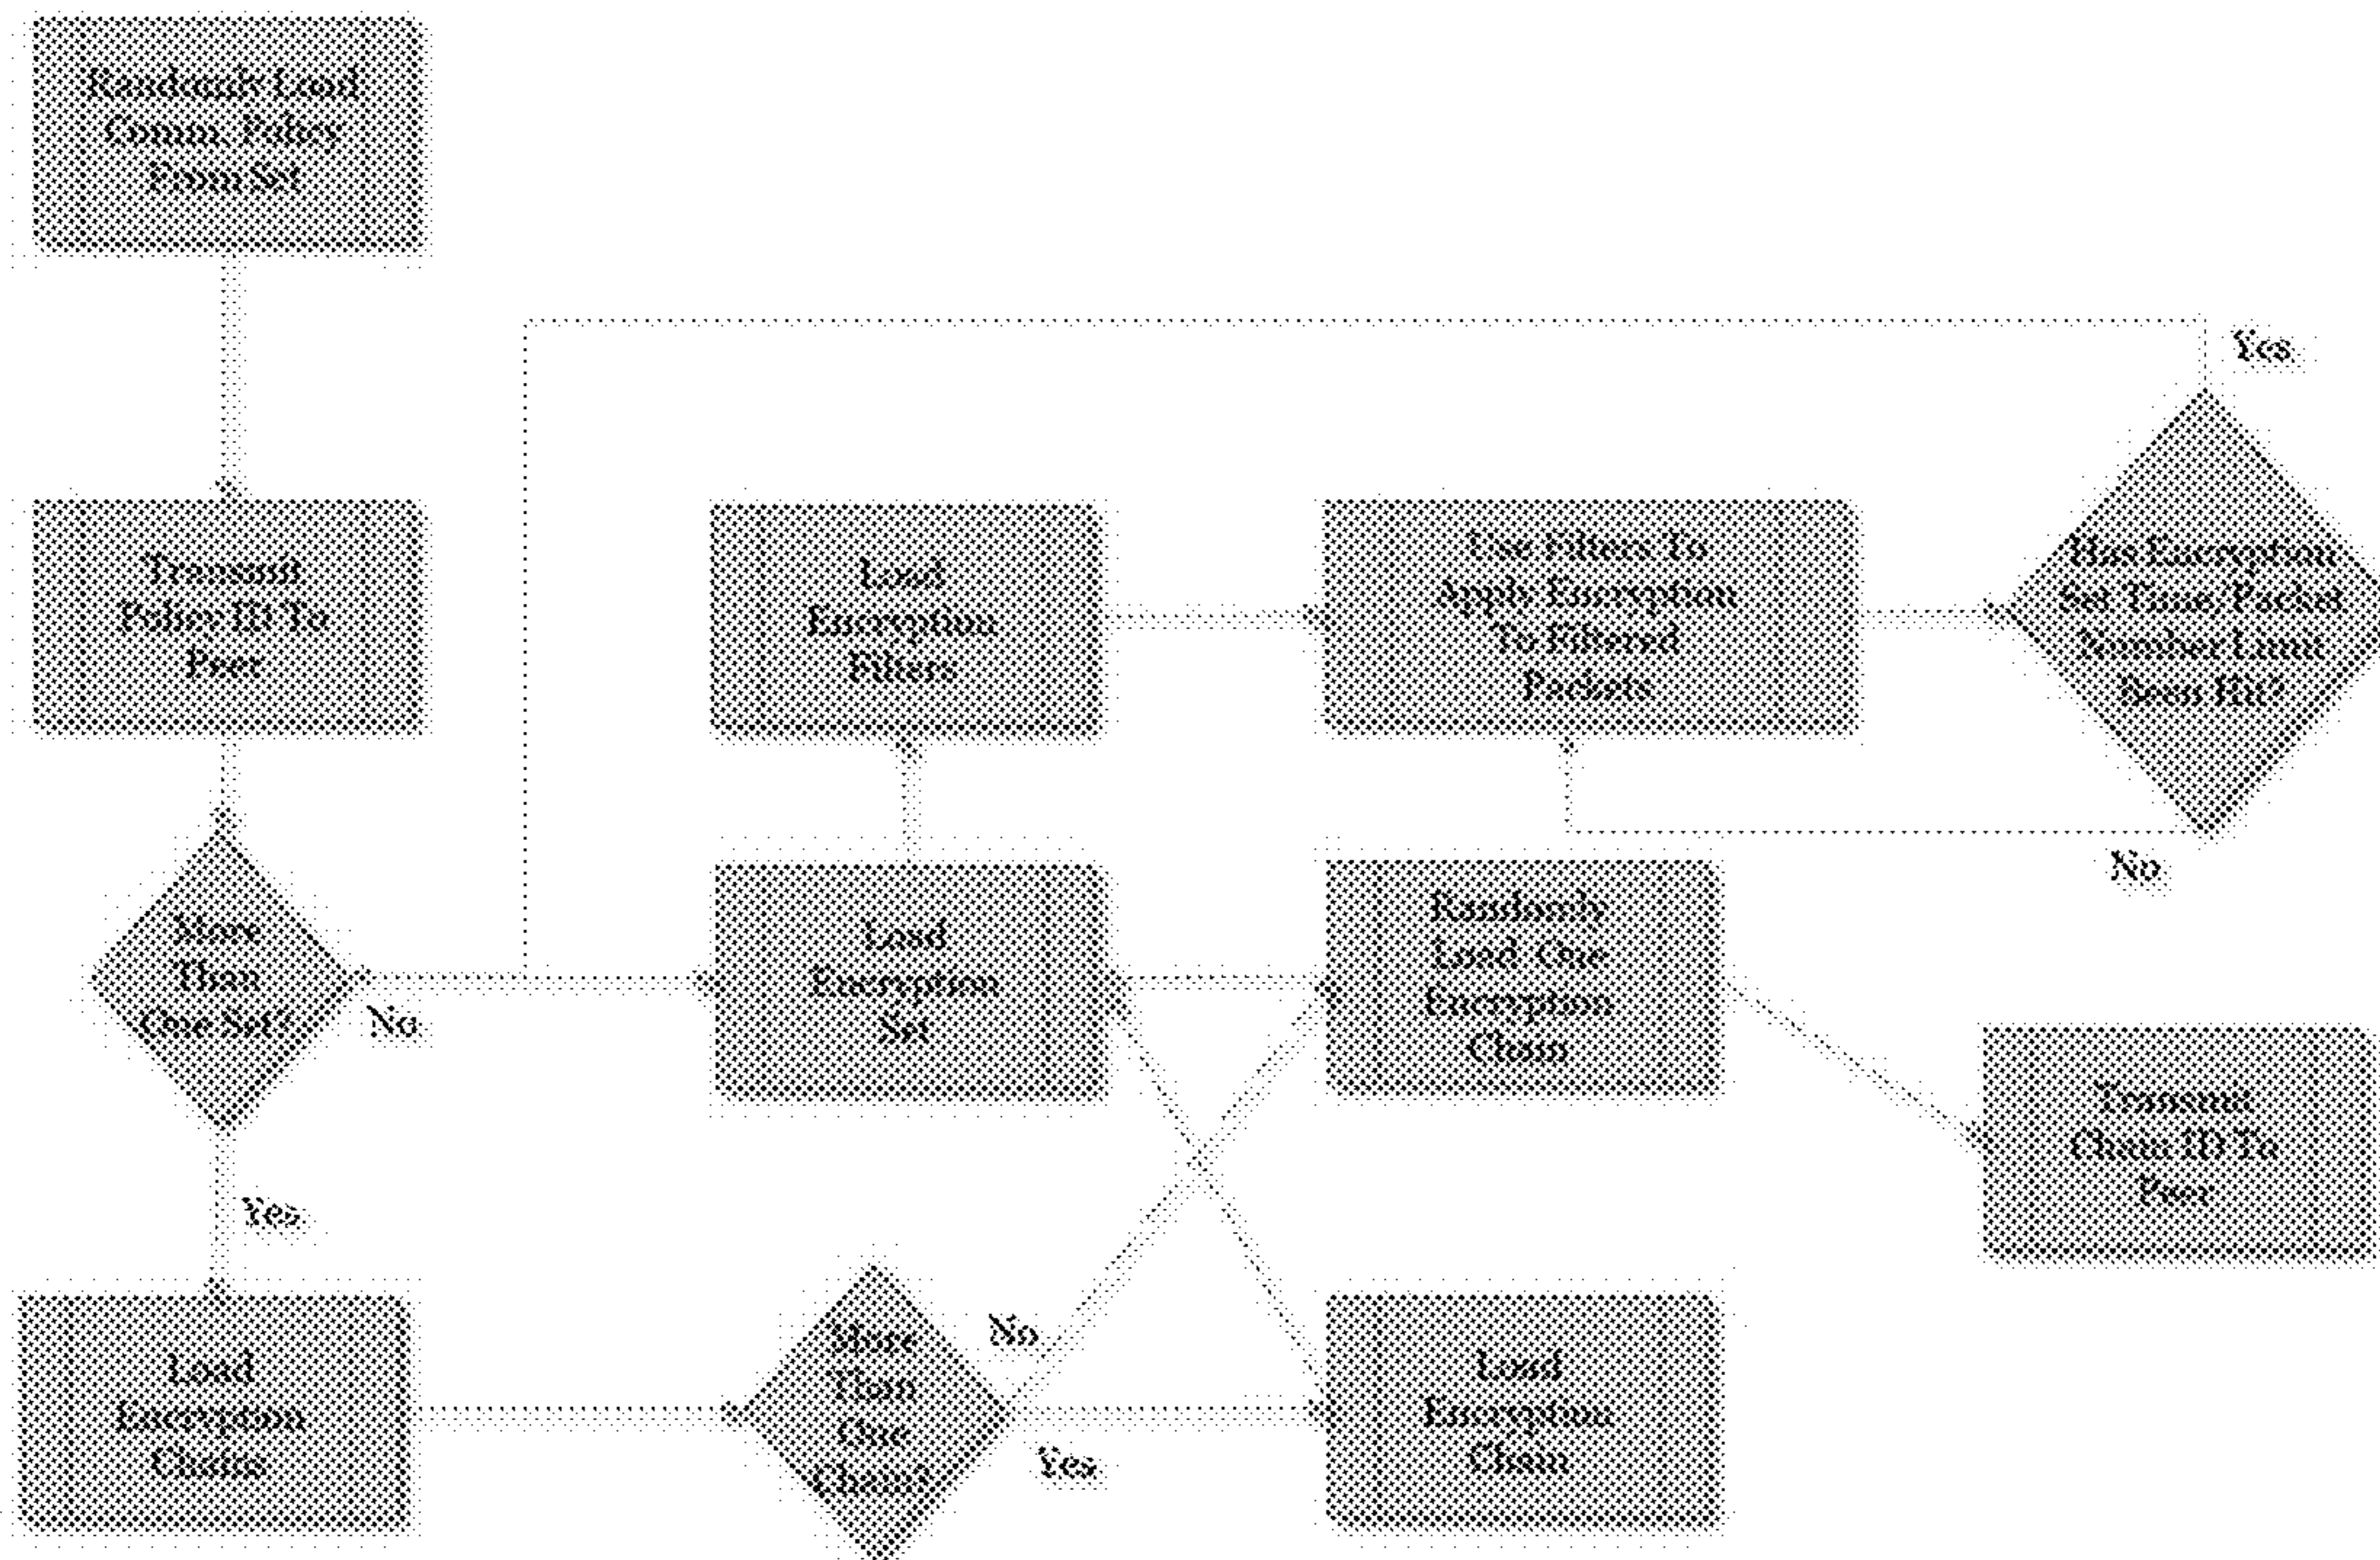 Randomly Load
Comm. Policy
From Set
Yes
Transmit
Policy ID To
Peer
Load
Encryption
Filters
Use Filters To
Apply Encryption
To Filtered
Packets
Has Encryption
Set Time, Packet
Number Limit
Been Hit?
No
More
Than
One Set?
No
Load
Encryption
Set
Randomly
Load One
Encryption
Chain
Transmit
Chain ID To
Peer
Yes
Load
Encryption
Chains
More
Than
One
Chain?
No
Yes
Load
Encryption
Chain